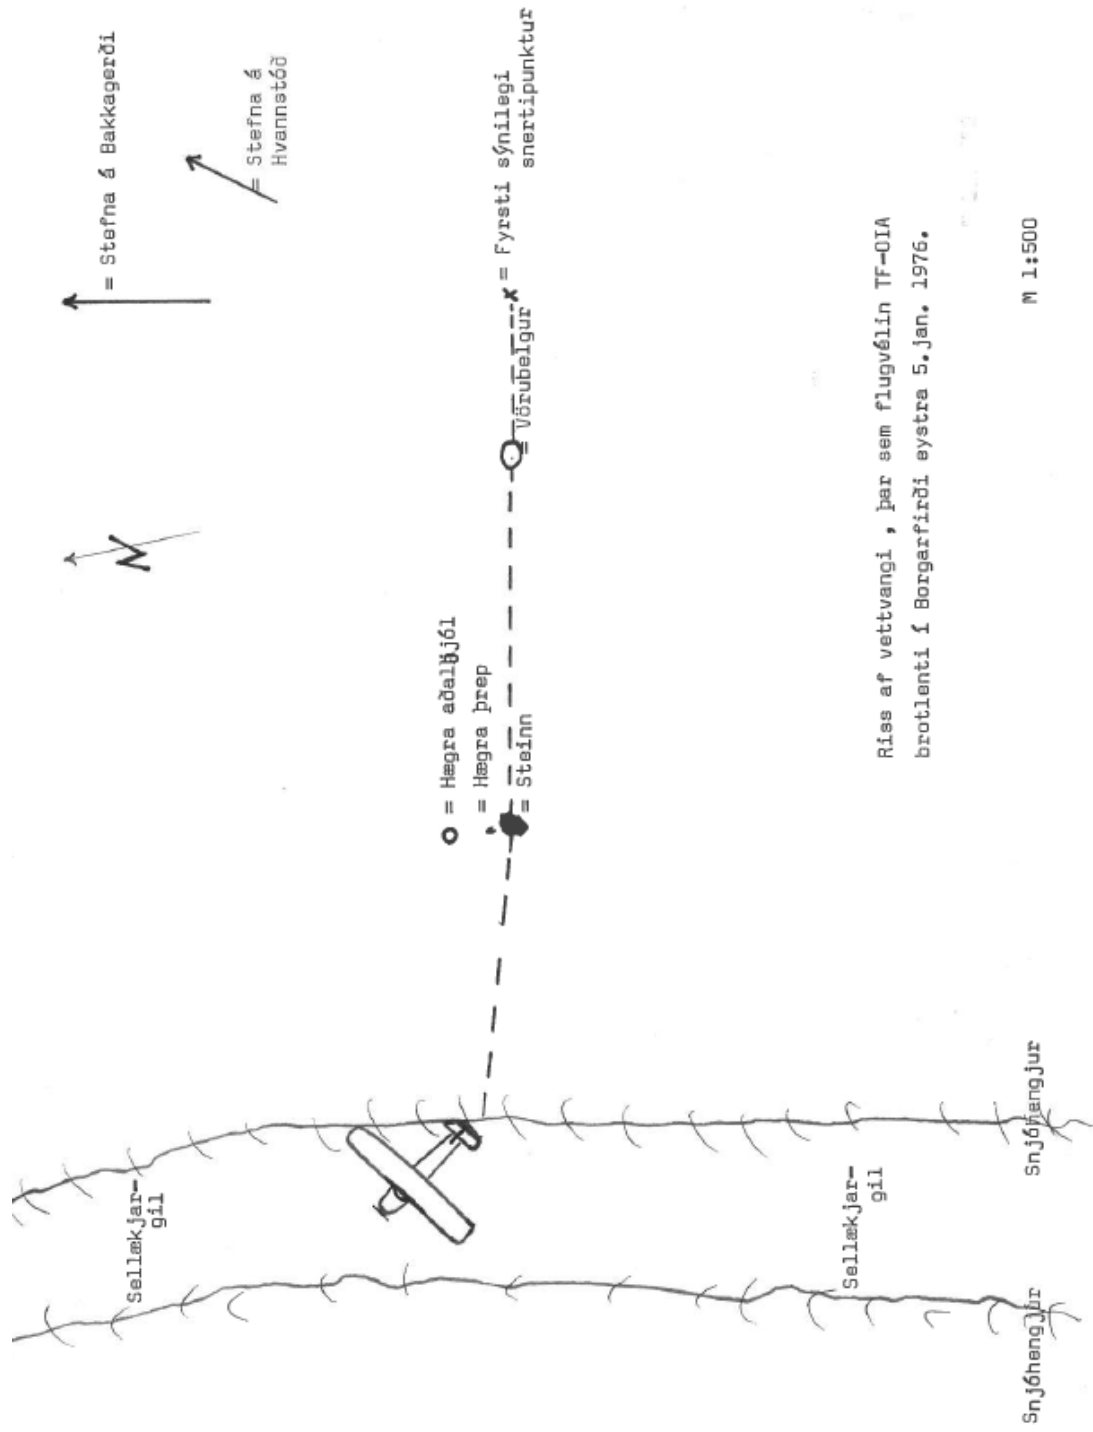 = Stefna á Bakkagerði
= Stefna á
Hvannstóð
N
x = Fyrsti sýnilegi
snertipunktur
= Vörubelgur
= Hægra aðalhjól
= Hægra þrep
= Steinn
Sellækjar-
gil
Sellækjar-
gil
Snjóhengjur
Snjóhengjur
Riss af vettvangi , þar sem flugvélin TF-OIA
brotlenti í Borgarfirði eystra 5.jan. 1976.
M 1:500